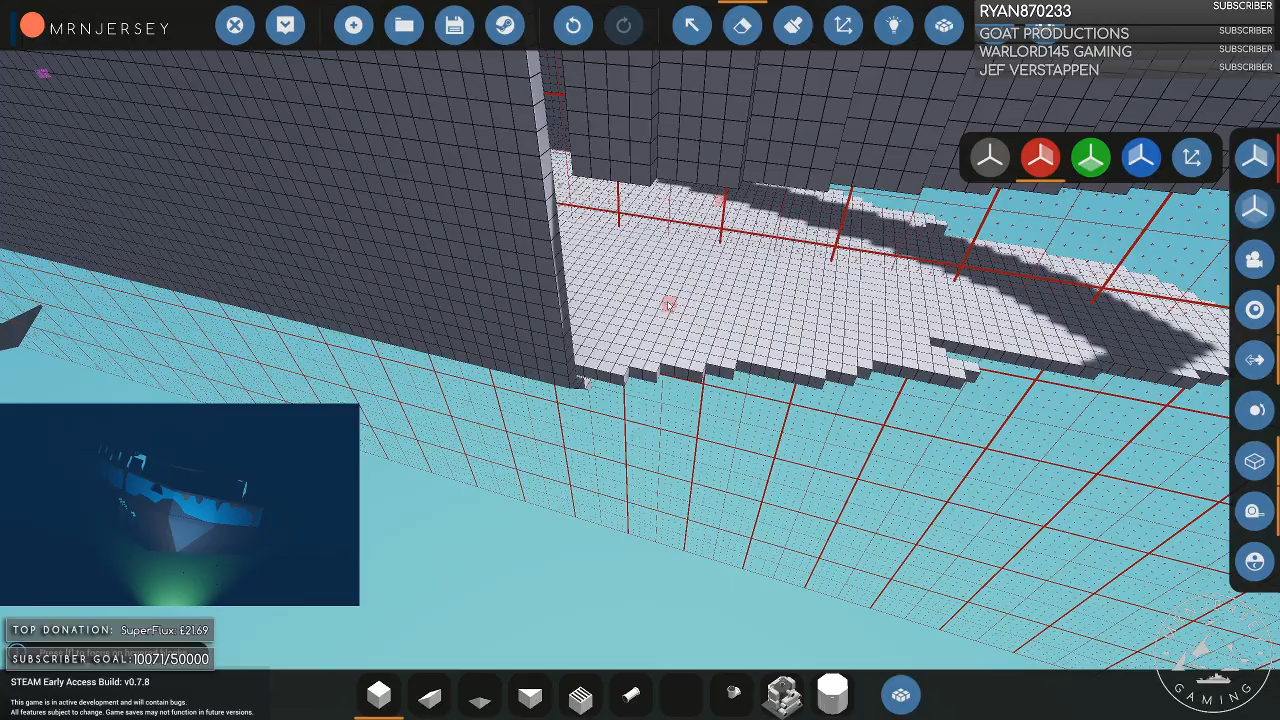 MRNJERSEY
RYAN870233 SUBSCRIBER
GOAT PRODUCTIONS SUBSCRIBER
WARLORD145 GAMING SUBSCRIBER
JEF VERSTAPPEN SUBSCRIBER
TOP DONATION: SuperFlux: £21.69
SUBSCRIBER GOAL: 10071/50000
STEAM Early Access Build: v0.7.8
This game is in active development and will contain bugs.
All features subject to change. Game saves may not function in future versions.
GAMING